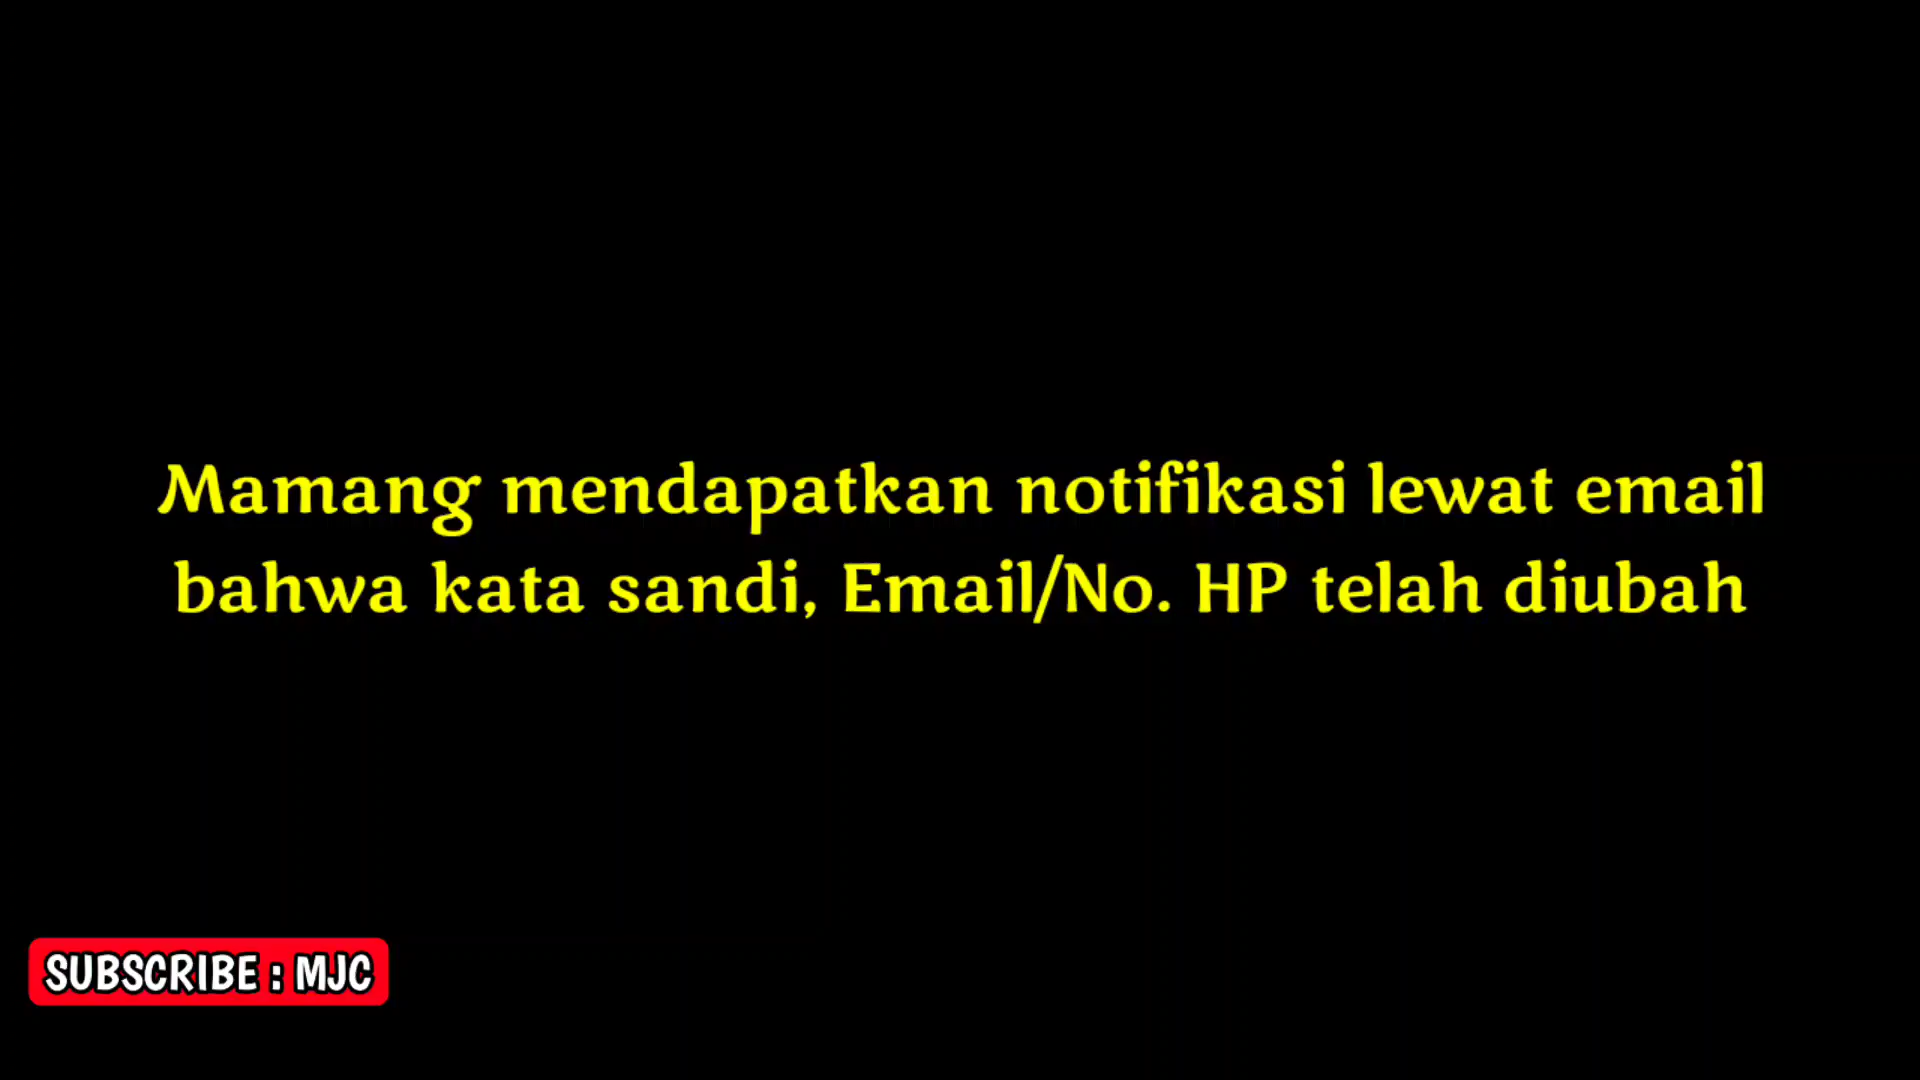 Mamang mendapatkan notifikasi lewat email
bahwa kata sandi, Email/No. HP telah diubah
SUBSCRIBE : MJC